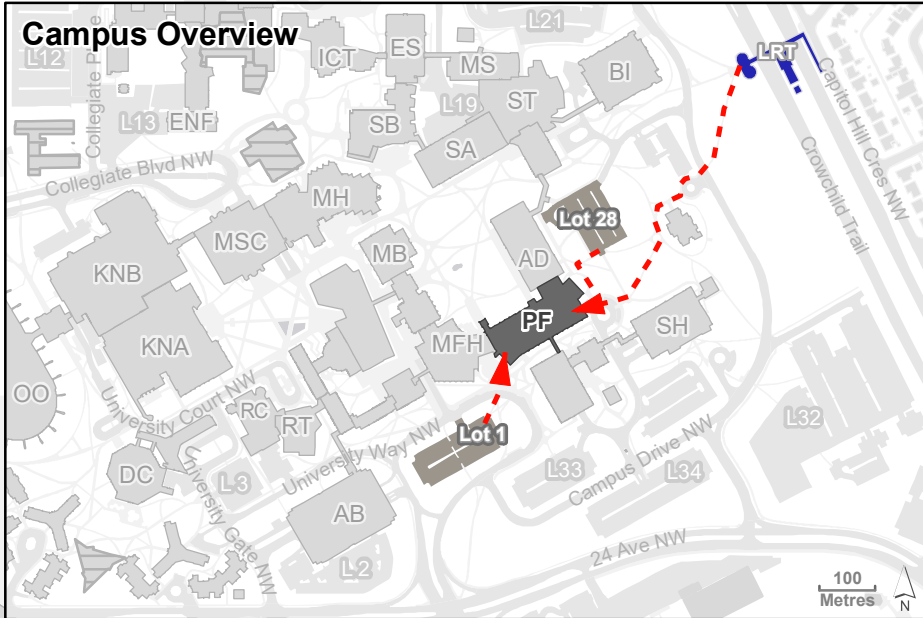 Campus Overview
L12
L21
ICT
ES
MS
BI
LRT
L19
ST
Collegiate Pl
L13
ENF
SB
SA
Capitol Hill Cres NW
Crowchild Trail
Collegiate Blvd NW
MH
Lot 28
MSC
KNB
MB
AD
PF
SH
KNA
MFH
OO
University Court NW
RC
RT
Lot 1
L32
University Way NW
DC
L3
L33
L34
Campus Drive NW
University Gate NW
AB
24 Ave NW
L2
100
Metres
N